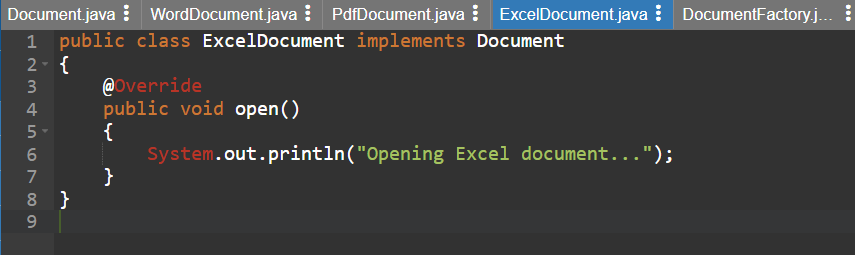 Document.java WordDocument.java PdfDocument.java ExcelDocument.java DocumentFactory.j...
1 public class ExcelDocument implements Document
2 {
3     @Override
4     public void open()
5     {
6         System.out.println("Opening Excel document...");
7     }
8 }
9